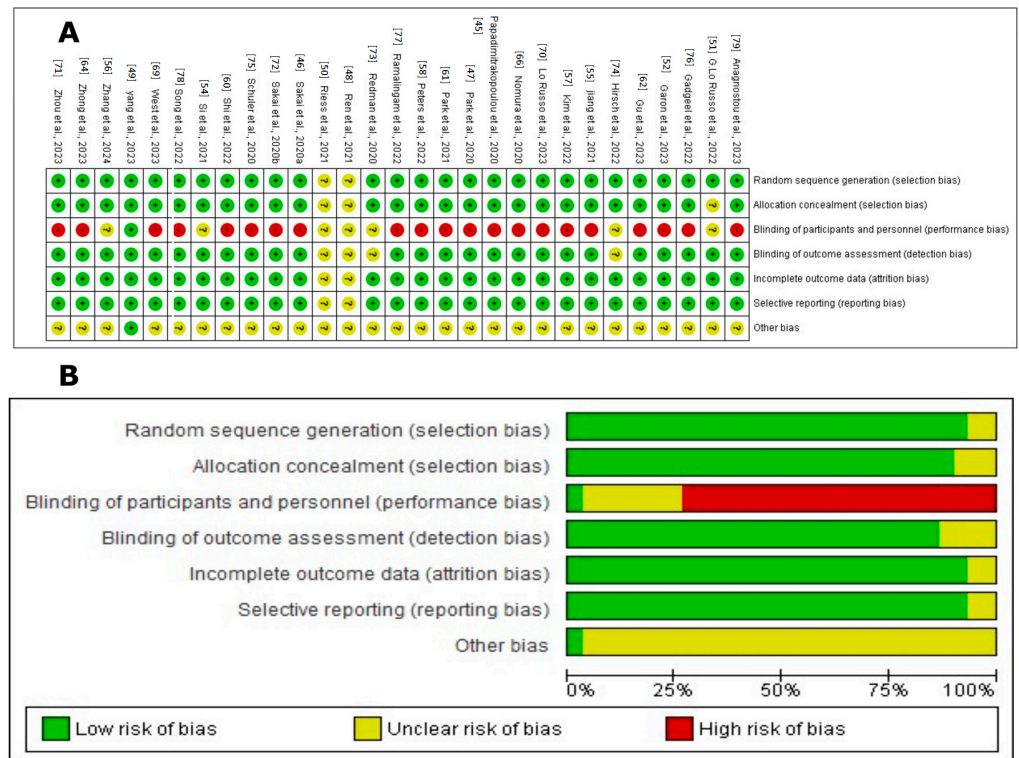 A
[71] Zhou et al., 2023
[64] Zhong et al., 2023
[56] Zhang et al., 2024
[49] yang et al., 2023
[69] West et al., 2023
[78] Song et al., 2022
[54] Si et al., 2021
[60] Shi et al., 2022
[75] Schuler et al., 2020
[72] Sakai et al., 2020b
[46] Sakai et al., 2020a
[50] Riess et al., 2021
[48] Ren et al., 2021
[73] Redman et al., 2020
[77] Ramalingam et al., 2022
[58] Peters et al., 2022
[61] Park et al., 2021
[47] Park et al., 2020
[45]
Papadimitrakopoulou et al., 2020
[66] Nomura et al., 2020
[70] Lo Russo et al., 2023
[57] Kim et al., 2022
[55] jiang et al., 2021
[74] Hirsch et al., 2022
[62] Gu et al., 2023
[52] Garon et al., 2023
[76] Gadgeel et al., 2022
[51] G.Lo Russo et al., 2022
[79] Anagnostou et al., 2023
Random sequence generation (selection bias)
Allocation concealment (selection bias)
Blinding of participants and personnel (performance bias)
Blinding of outcome assessment (detection bias)
Incomplete outcome data (attrition bias)
Selective reporting (reporting bias)
Other bias
B
Random sequence generation (selection bias)
Allocation concealment (selection bias)
Blinding of participants and personnel (performance bias)
Blinding of outcome assessment (detection bias)
Incomplete outcome data (attrition bias)
Selective reporting (reporting bias)
Other bias
0% 25% 50% 75% 100%
Low risk of bias Unclear risk of bias High risk of bias